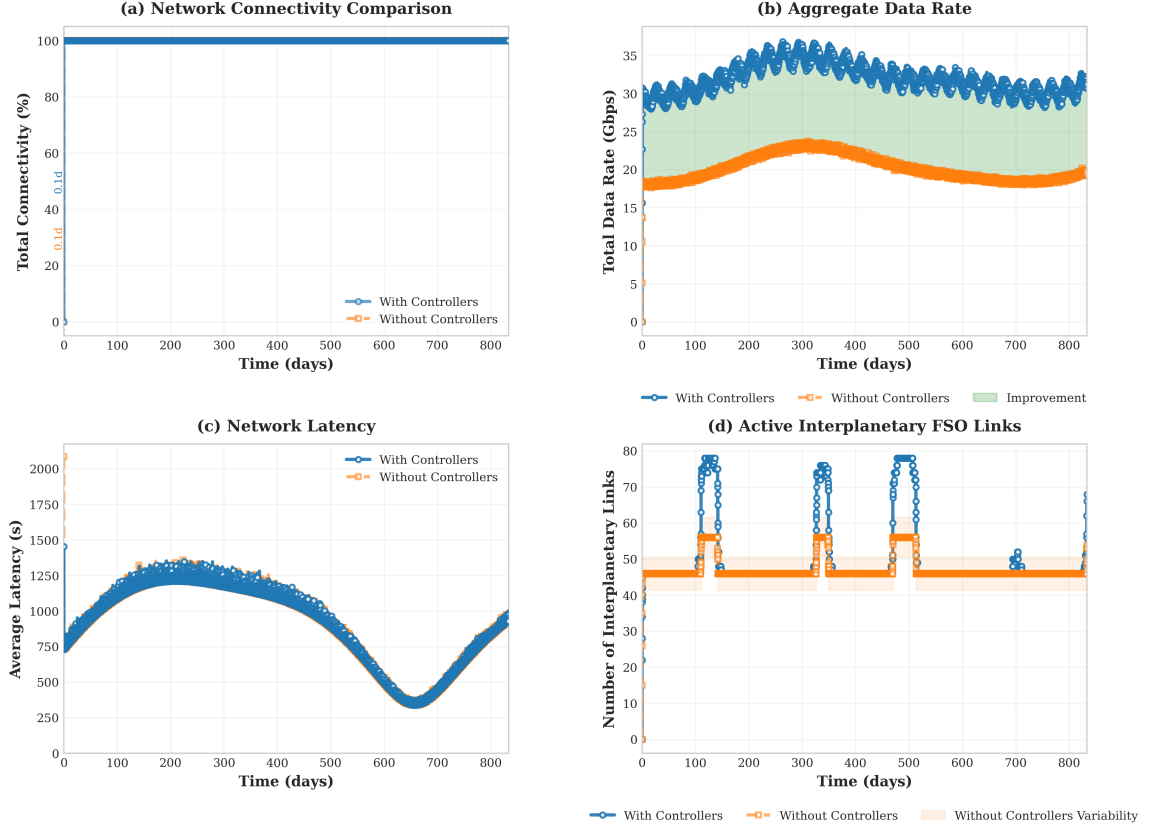 (a) Network Connectivity Comparison
Total Connectivity (%)
100
80
60
40
20
0
0.1d
0.1d
With Controllers
Without Controllers
0 100 200 300 400 500 600 700 800
Time (days)
(b) Aggregate Data Rate
Total Data Rate (Gbps)
35
30
25
20
15
10
5
0
0 100 200 300 400 500 600 700 800
Time (days)
With Controllers Without Controllers Improvement
(c) Network Latency
Average Latency (s)
2000
1750
1500
1250
1000
750
500
250
0
With Controllers
Without Controllers
0 100 200 300 400 500 600 700 800
Time (days)
(d) Active Interplanetary FSO Links
Number of Interplanetary Links
80
70
60
50
40
30
20
10
0
0 100 200 300 400 500 600 700 800
Time (days)
With Controllers Without Controllers Without Controllers Variability